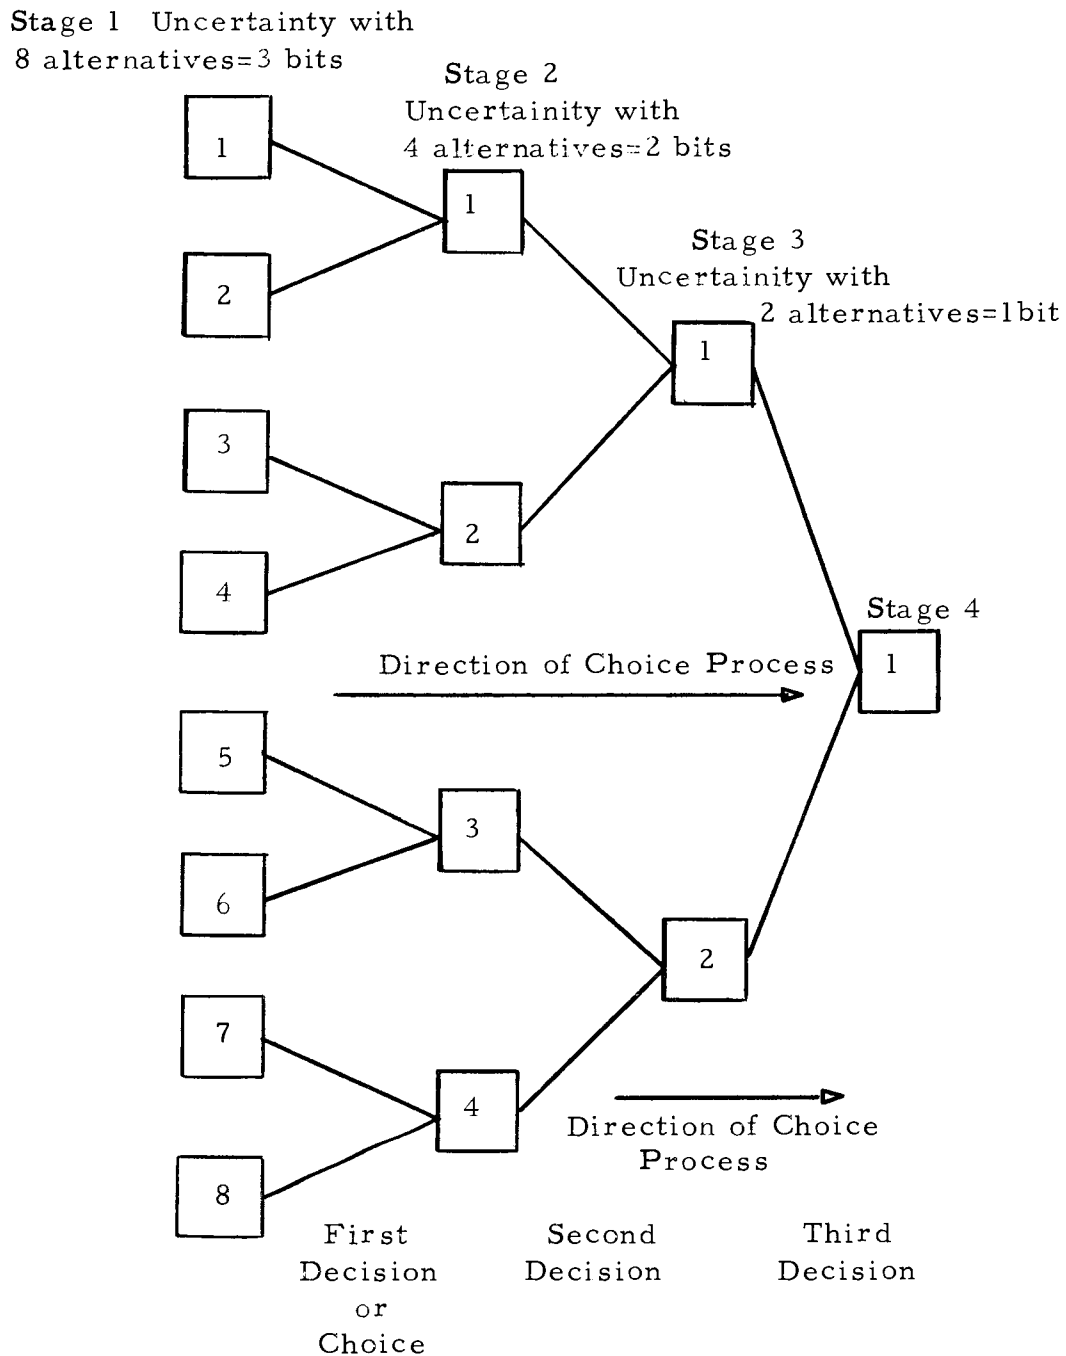 Stage 1 Uncertainty with
8 alternatives=3 bits
Stage 2
Uncertainity with
4 alternatives=2 bits
1
1
2
Stage 3
Uncertainity with
2 alternatives=1bit
1
3
2
4
Stage 4
1
Direction of Choice Process
5
3
6
2
7
4
Direction of Choice
Process
8
First
Decision
or
Choice
Second
Decision
Third
Decision